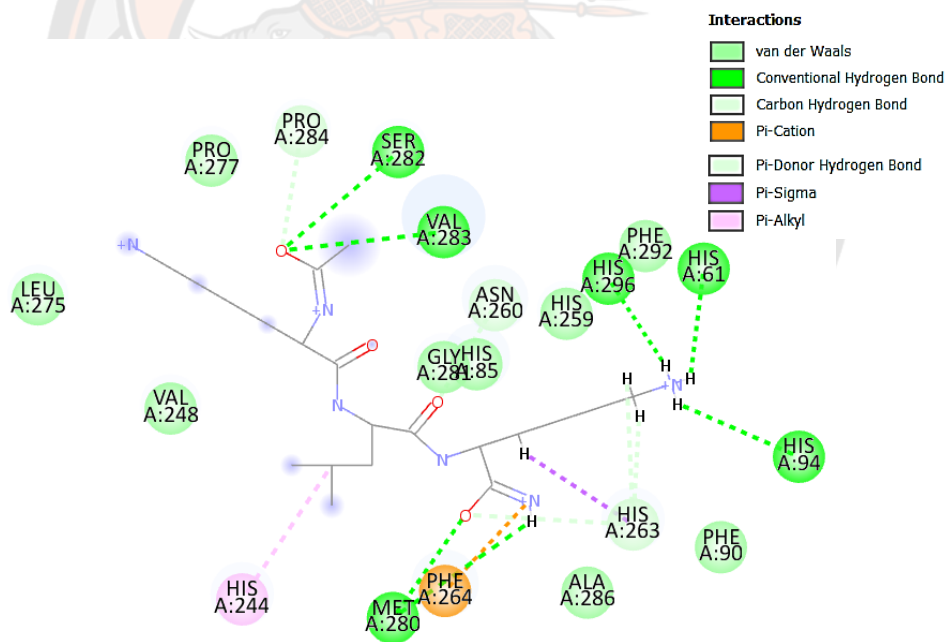 Interactions
van der Waals
Conventional Hydrogen Bond
Carbon Hydrogen Bond
Pi-Cation
Pi-Donor Hydrogen Bond
Pi-Sigma
Pi-Alkyl
PRO
A:284
SER
A:282
PRO
A:277
VAL
A:283
+N
O
PHE
A:292
HIS
A:296
HIS
A:61
LEU
A:275
ASN
A:260
HIS
A:259
+N
O
GLY
A:281
HIS
A:85
H
H
+N
H
H
H
VAL
A:248
N
O
H
HIS
A:94
N
+N
O
H
HIS
A:263
PHE
A:90
HIS
A:244
PHE
A:264
MET
A:280
ALA
A:286